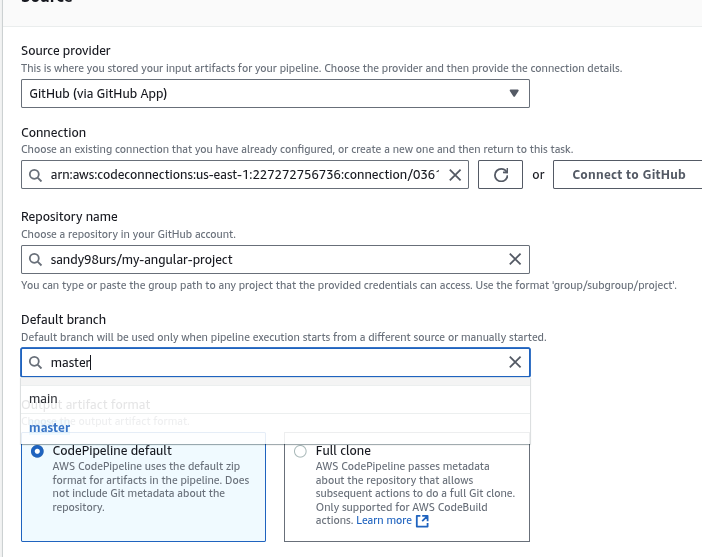 Source
Source provider
This is where you stored your input artifacts for your pipeline. Choose the provider and then provide the connection details.
GitHub (via GitHub App)
Connection
Choose an existing connection that you have already configured, or create a new one and then return to this task.
arn:aws:codeconnections:us-east-1:227272756736:connection/036
or
Connect to GitHub
Repository name
Choose a repository in your GitHub account.
sandy98urs/my-angular-project
You can type or paste the group path to any project that the provided credentials can access. Use the format 'group/subgroup/project'.
Default branch
Default branch will be used only when pipeline execution starts from a different source or manually started.
master
main
Output artifact format
Choose the output artifact format.
master
CodePipeline default
AWS CodePipeline uses the default zip
format for artifacts in the pipeline. Does
not include Git metadata about the
repository.
Full clone
AWS CodePipeline passes metadata
about the repository that allows
subsequent actions to do a full Git clone.
Only supported for AWS CodeBuild
actions. Learn more